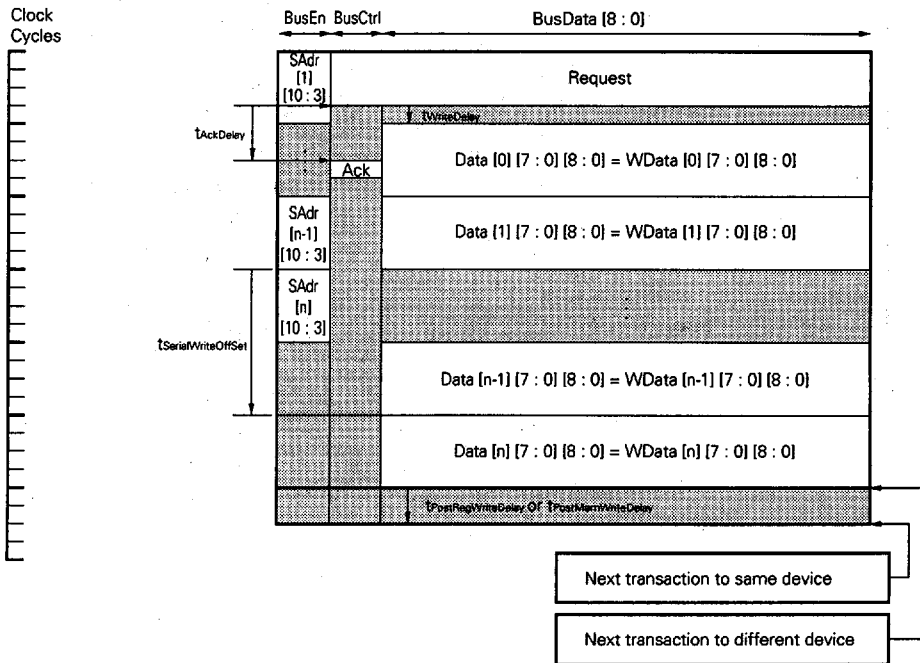 Clock
Cycles
BusEn BusCtrl BusData [8 : 0]
SAdr
[1]
[10 : 3]
Request
tWriteDelay
tAckDelay
Data [0] [7 : 0] [8 : 0] = WData [0] [7 : 0] [8 : 0]
Ack
SAdr
[n-1]
[10 : 3]
Data [1] [7 : 0] [8 : 0] = WData [1] [7 : 0] [8 : 0]
SAdr
[n]
[10 : 3]
tSerialWriteOffSet
Data [n-1] [7 : 0] [8 : 0] = WData [n-1] [7 : 0] [8 : 0]
Data [n] [7 : 0] [8 : 0] = WData [n] [7 : 0] [8 : 0]
tPostRegWriteDelay or tPostMemWriteDelay
Next transaction to same device
Next transaction to different device